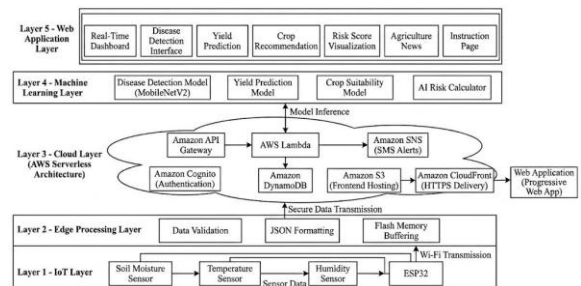 Layer 5 - Web
Application
Layer
Real-Time
Dashboard
Disease
Detection
Interface
Yield
Prediction
Crop
Recommendation
Risk Score
Visualization
Agriculture
News
Instruction
Page
Layer 4 - Machine
Learning Layer
Disease Detection Model
(MobileNetV2)
Yield Prediction
Model
Crop Suitability
Model
AI Risk Calculator
Model Inference
Layer 3 - Cloud Layer
(AWS Serverless
Architecture)
Amazon API
Gateway
AWS Lambda
Amazon SNS
(SMS Alerts)
Amazon Cognito
(Authentication)
Amazon
DynamoDB
Amazon S3
(Frontend Hosting)
Amazon CloudFront
(HTTPS Delivery)
Web Application
(Progressive
Web App)
Secure Data Transmission
Layer 2 - Edge Processing Layer
Data Validation
JSON Formatting
Flash Memory
Buffering
Wi-Fi Transmission
Layer 1 - IoT Layer
Soil Moisture
Sensor
Temperature
Sensor
Humidity
Sensor
ESP32
Sensor Data